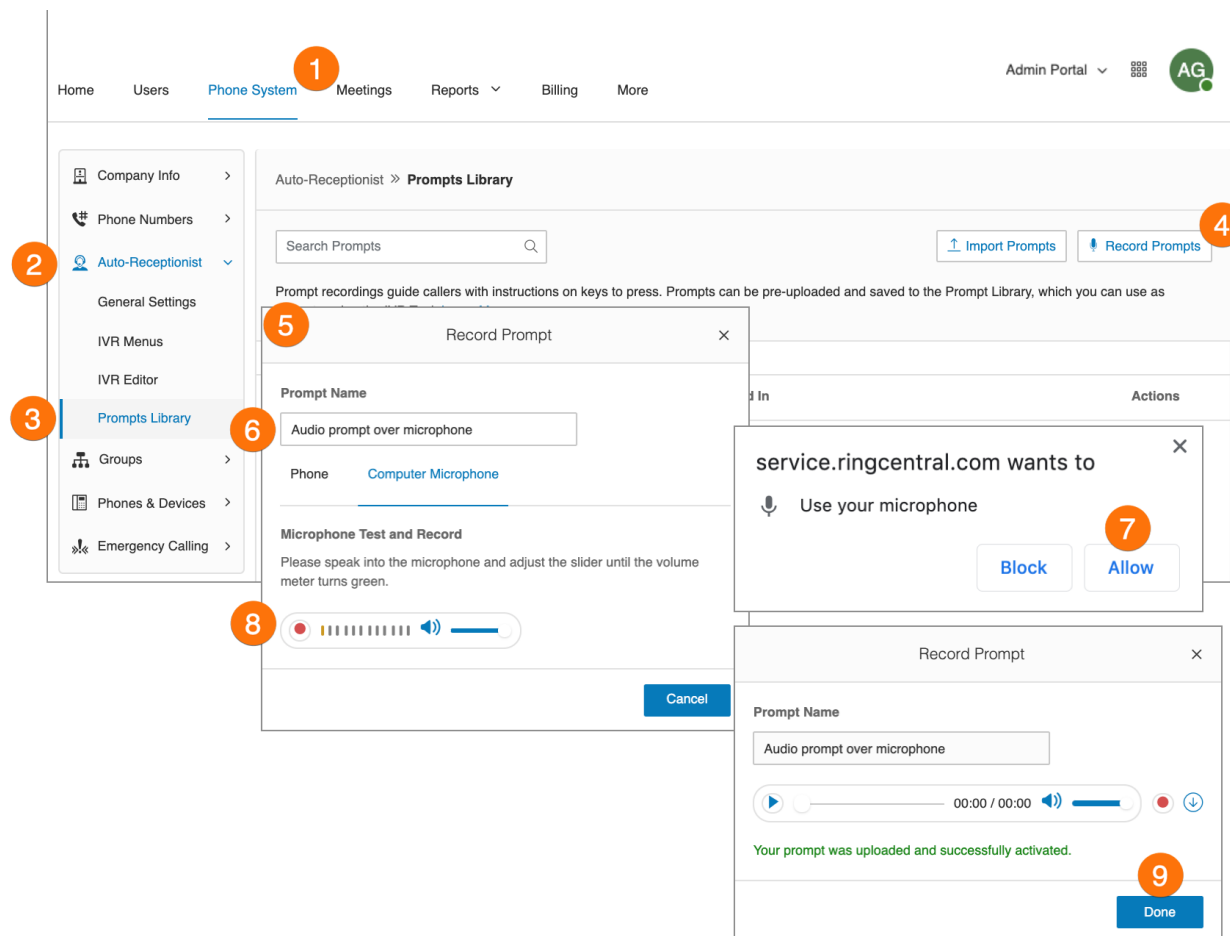 1
Admin Portal
AG
Home Users Phone System Meetings Reports Billing More
Company Info
Phone Numbers
2
Auto-Receptionist
General Settings
IVR Menus
IVR Editor
3
Prompts Library
Groups
Phones & Devices
Emergency Calling
Auto-Receptionist » Prompts Library
4
Search Prompts
Import Prompts
Record Prompts
Prompt recordings guide callers with instructions on keys to press. Prompts can be pre-uploaded and saved to the Prompt Library, which you can use as
In
Actions
5
Record Prompt
Prompt Name
6
Audio prompt over microphone
Phone Computer Microphone
Microphone Test and Record
Please speak into the microphone and adjust the slider until the volume
meter turns green.
8
Cancel
service.ringcentral.com wants to
Use your microphone
7
Block Allow
Record Prompt
Prompt Name
Audio prompt over microphone
00:00 / 00:00
Your prompt was uploaded and successfully activated.
9
Done